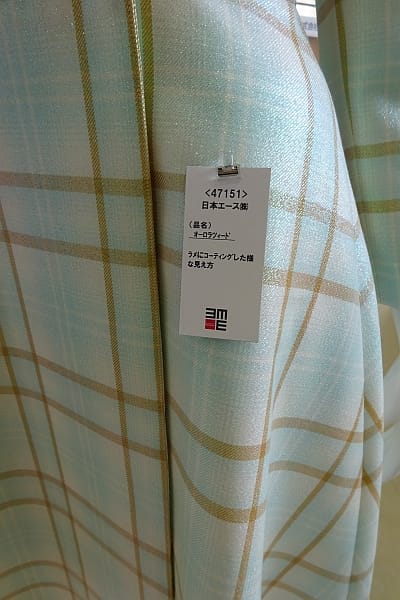 <47151>
日本エース㈱
（品名）
オーロラツィード
ラメにコーティングした様
な見え方